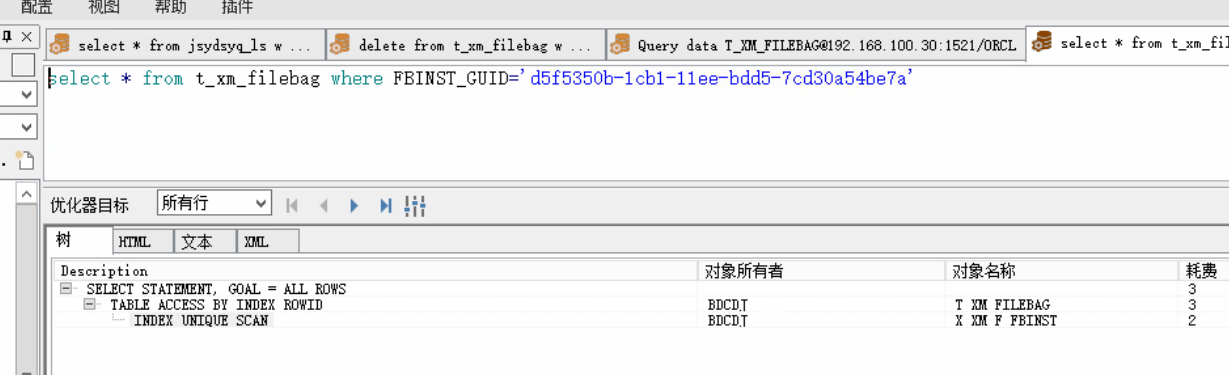 配置 视图 帮助 插件
select * from jsydsyq_ls w ... delete from t_xm_filebag w ... Query data T_XM_FILEBAG@192.168.100.30:1521/ORCL select * from t_xm_fil
select * from t_xm_filebag where FBINST_GUID='d5f5350b-1cb1-11ee-bdd5-7cd30a54be7a'
优化器目标 所有行
树 HTML 文本 XML
Description 对象所有者 对象名称 耗费
SELECT STATEMENT, GOAL = ALL_ROWS 3
TABLE ACCESS BY INDEX ROWID BDCDJ T_XM_FILEBAG 3
INDEX UNIQUE SCAN BDCDJ X_XM_F_FBINST 2